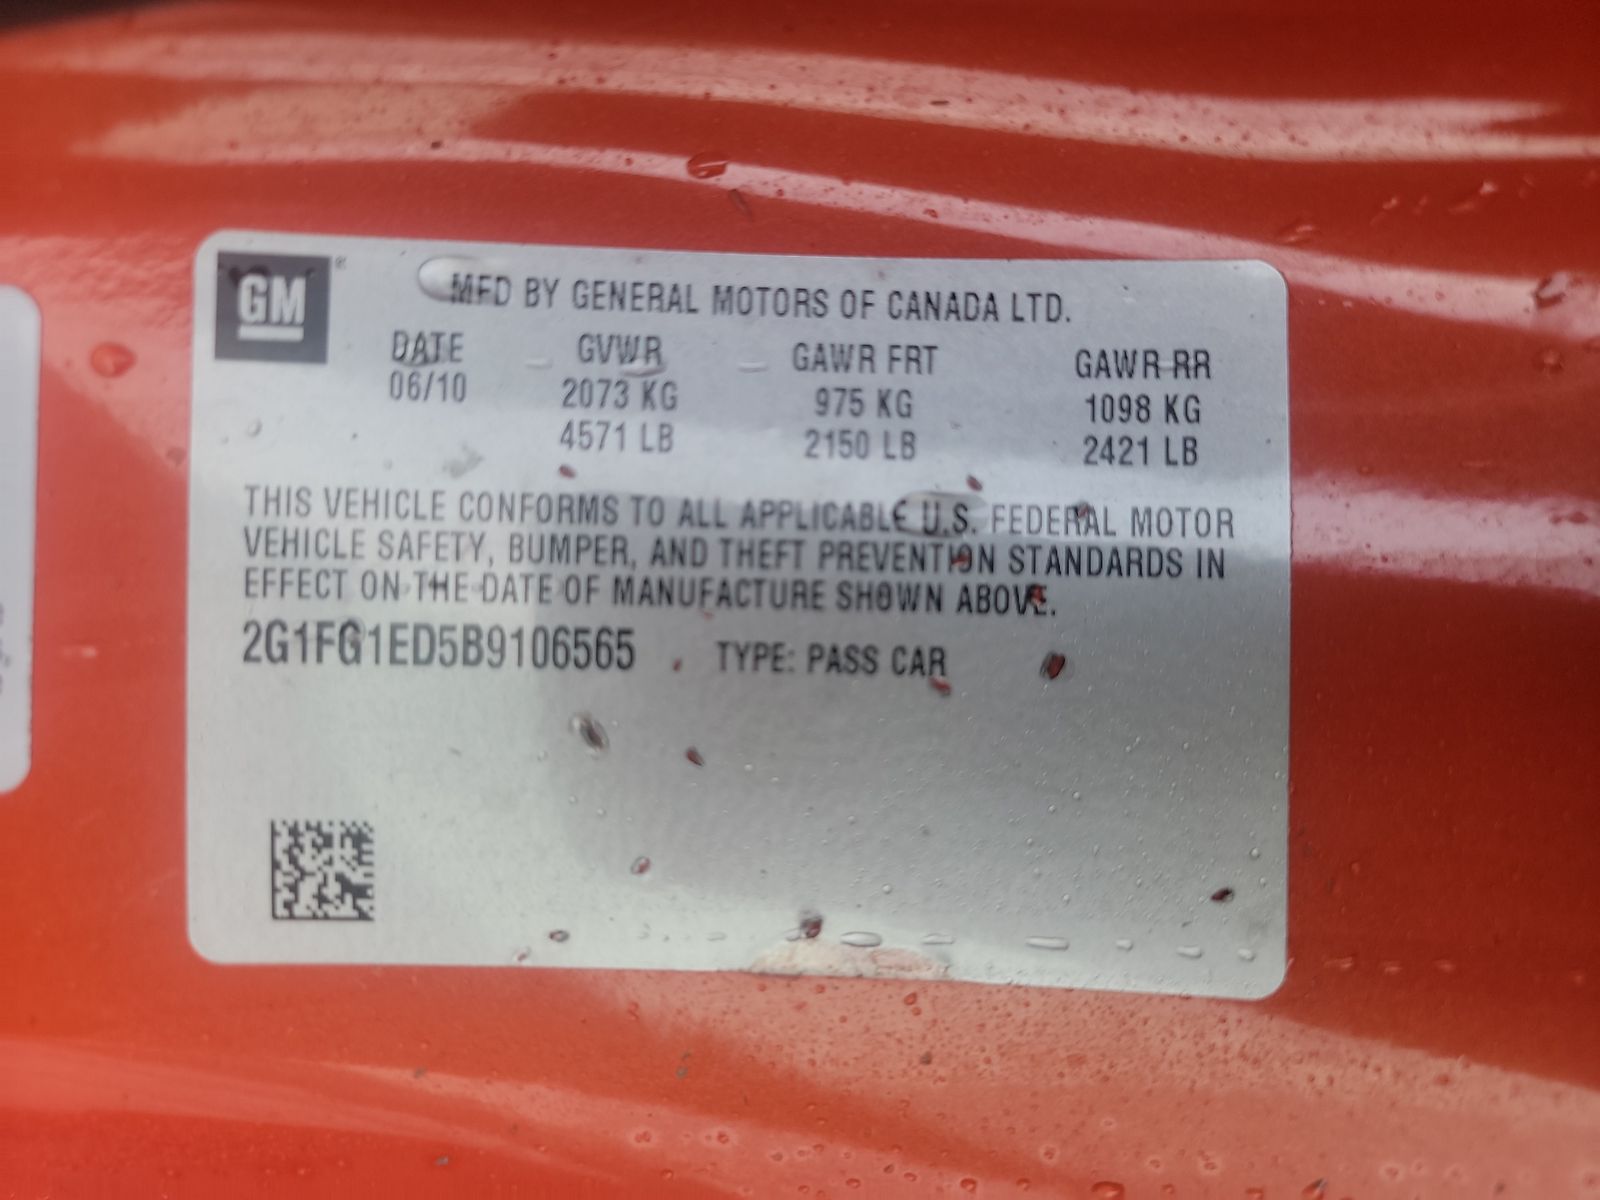 GM®
MFD BY GENERAL MOTORS OF CANADA LTD.
DATE GVWR GAWR FRT GAWR RR
06/10 2073 KG 975 KG 1098 KG
4571 LB 2150 LB 2421 LB
THIS VEHICLE CONFORMS TO ALL APPLICABLE U.S. FEDERAL MOTOR
VEHICLE SAFETY, BUMPER, AND THEFT PREVENTION STANDARDS IN
EFFECT ON THE DATE OF MANUFACTURE SHOWN ABOVE.
2G1FG1ED5B9106565 TYPE: PASS CAR